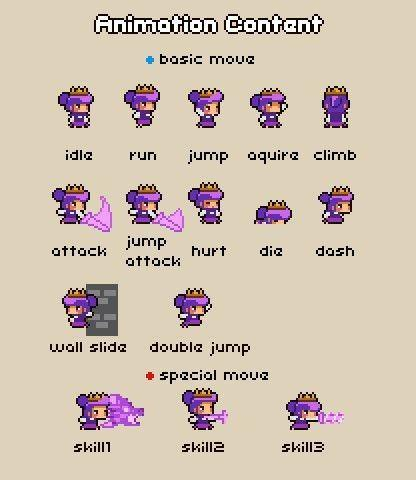 Animation Content
basic move
idle run jump aquire climb
attack jump attack hurt die dash
wall slide double jump
special move
skill1 skill2 skill3